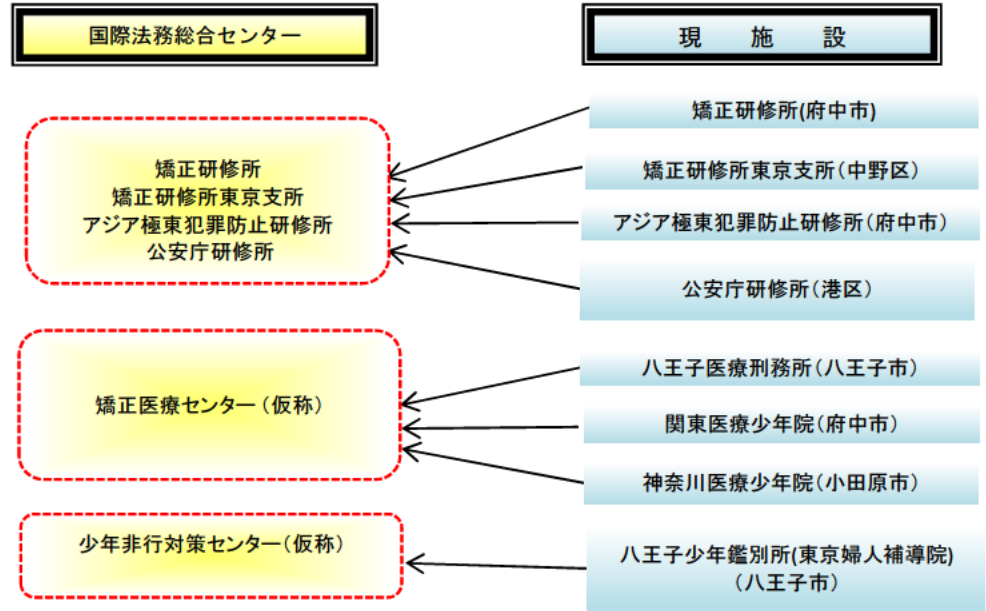 国際法務総合センター
現　施　設
矯正研修所
矯正研修所東京支所
アジア極東犯罪防止研修所
公安庁研修所
矯正研修所(府中市)
矯正研修所東京支所(中野区)
アジア極東犯罪防止研修所(府中市)
公安庁研修所(港区)
矯正医療センター(仮称)
八王子医療刑務所(八王子市)
関東医療少年院(府中市)
神奈川医療少年院(小田原市)
少年非行対策センター(仮称)
八王子少年鑑別所(東京婦人補導院)
(八王子市)